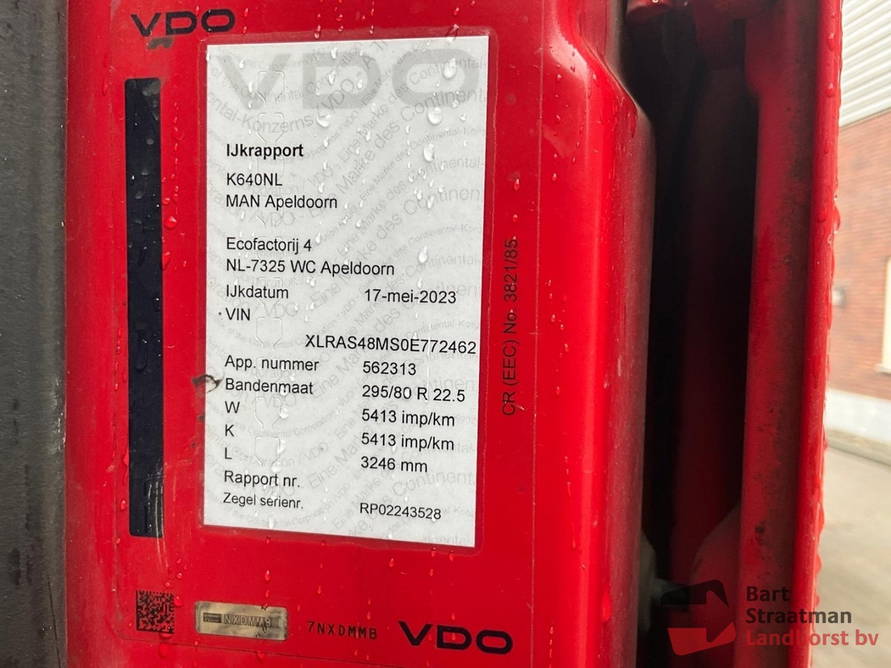 VDO
VDO
IJkrapport
K640NL
MAN Apeldoorn
Ecofactorij 4
NL-7325 WC Apeldoorn
IJkdatum 17-mei-2023
VIN
XLRAS48MS0E772462
App. nummer 562313
Bandenmaat 295/80 R 22.5
W 5413 imp/km
K 5413 imp/km
L 3246 mm
Rapport nr.
Zegel serienr. RP02243528
CR (EEC) No. 3821/85
NXDMMB
7NXDMMB
VDO
Bart
Straatman
Landhorst bv